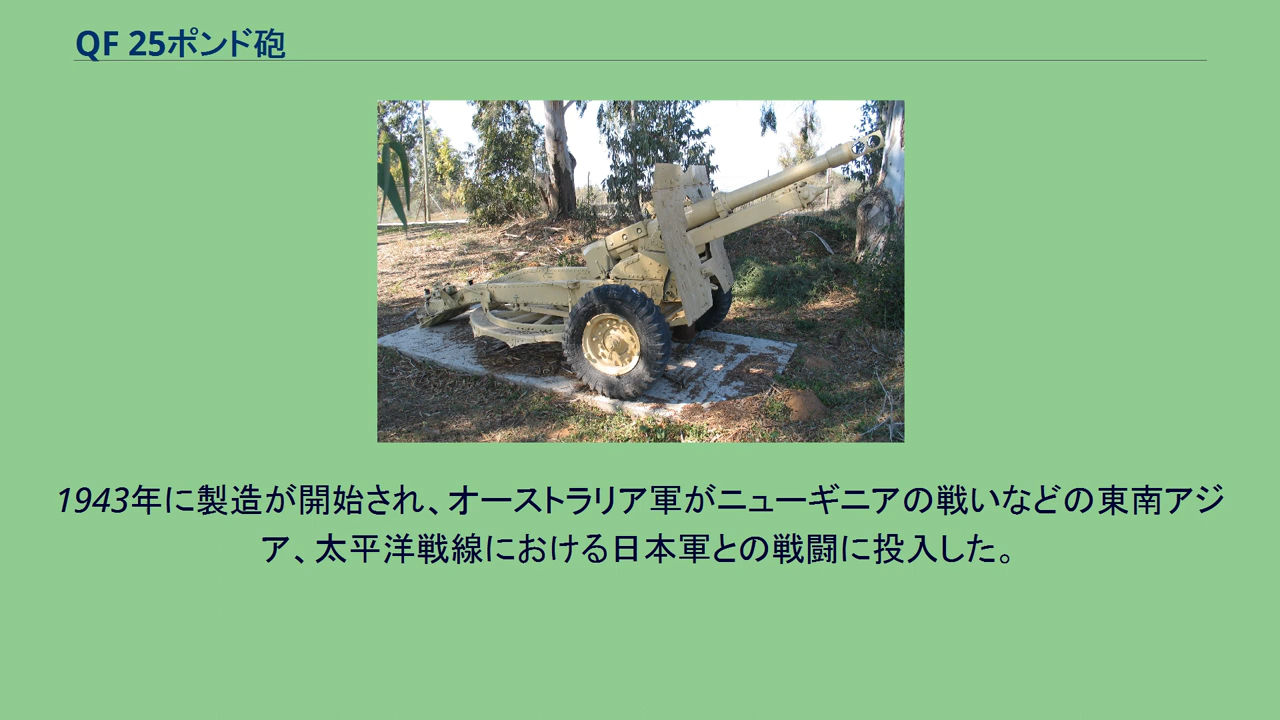 QF 25ポンド砲
1943年に製造が開始され、オーストラリア軍がニューギニアの戦いなどの東南アジ
ア、太平洋戦線における日本軍との戦闘に投入した。